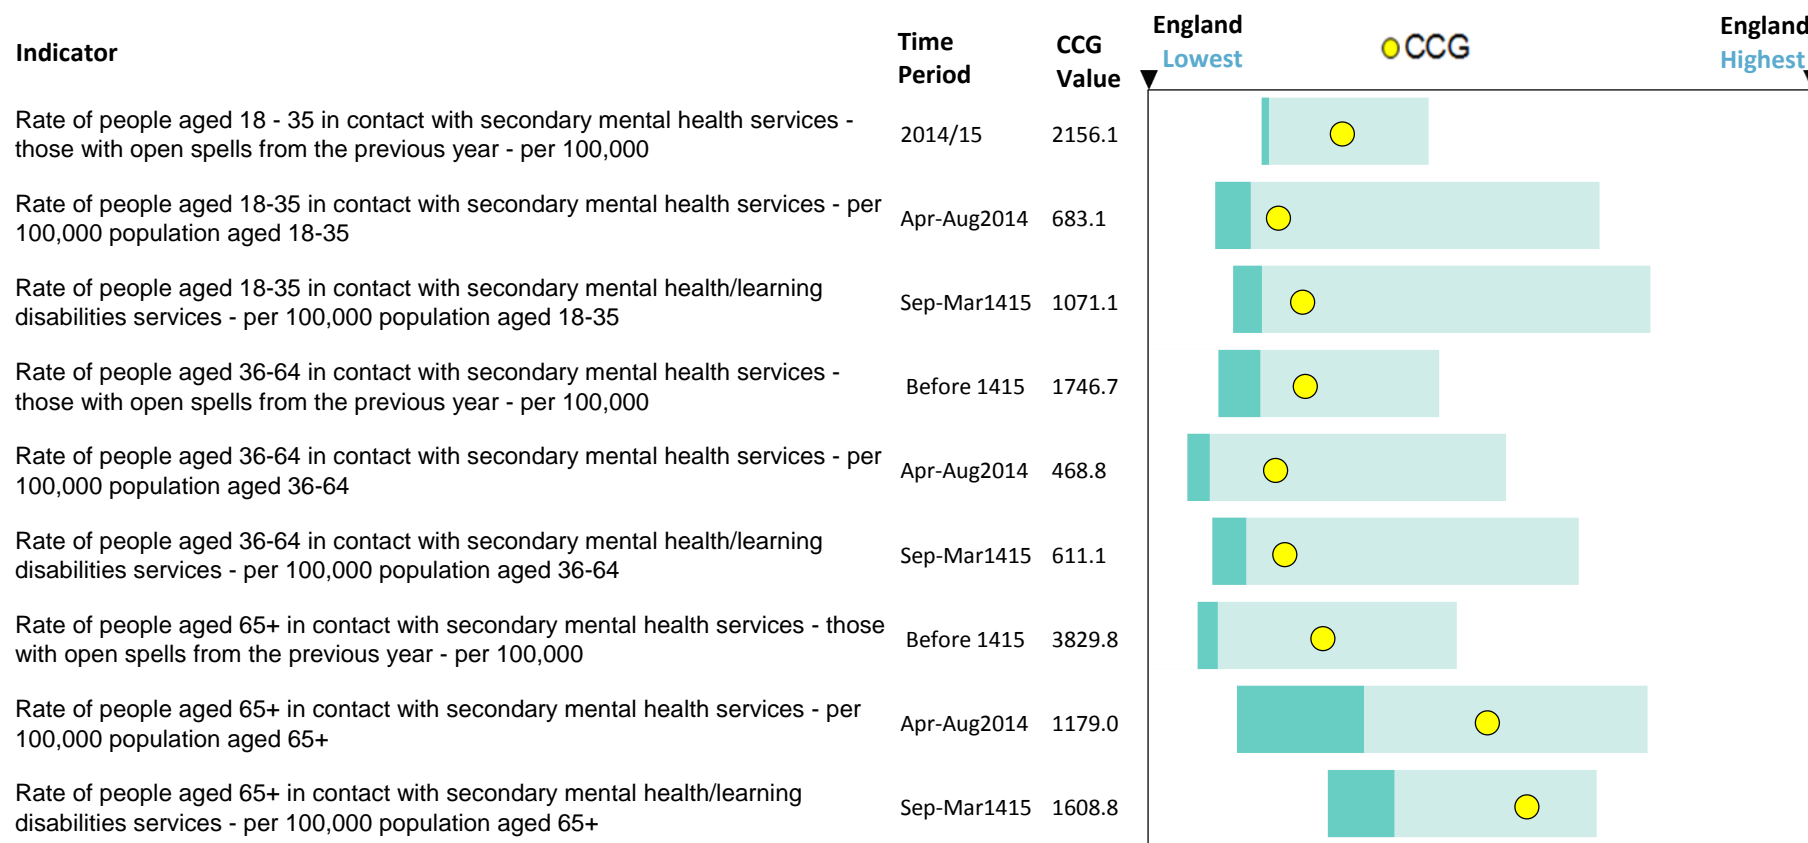 Indicator
Time Period
CCG Value
England Lowest
CCG
England Highest
Rate of people aged 18 - 35 in contact with secondary mental health services -
those with open spells from the previous year - per 100,000
2014/15 2156.1
Rate of people aged 18-35 in contact with secondary mental health services - per
100,000 population aged 18-35
Apr-Aug2014 683.1
Rate of people aged 18-35 in contact with secondary mental health/learning
disabilities services - per 100,000 population aged 18-35
Sep-Mar1415 1071.1
Rate of people aged 36-64 in contact with secondary mental health services -
those with open spells from the previous year - per 100,000
Before 1415 1746.7
Rate of people aged 36-64 in contact with secondary mental health services - per
100,000 population aged 36-64
Apr-Aug2014 468.8
Rate of people aged 36-64 in contact with secondary mental health/learning
disabilities services - per 100,000 population aged 36-64
Sep-Mar1415 611.1
Rate of people aged 65+ in contact with secondary mental health services - those
with open spells from the previous year - per 100,000
Before 1415 3829.8
Rate of people aged 65+ in contact with secondary mental health services - per
100,000 population aged 65+
Apr-Aug2014 1179.0
Rate of people aged 65+ in contact with secondary mental health/learning
disabilities services - per 100,000 population aged 65+
Sep-Mar1415 1608.8